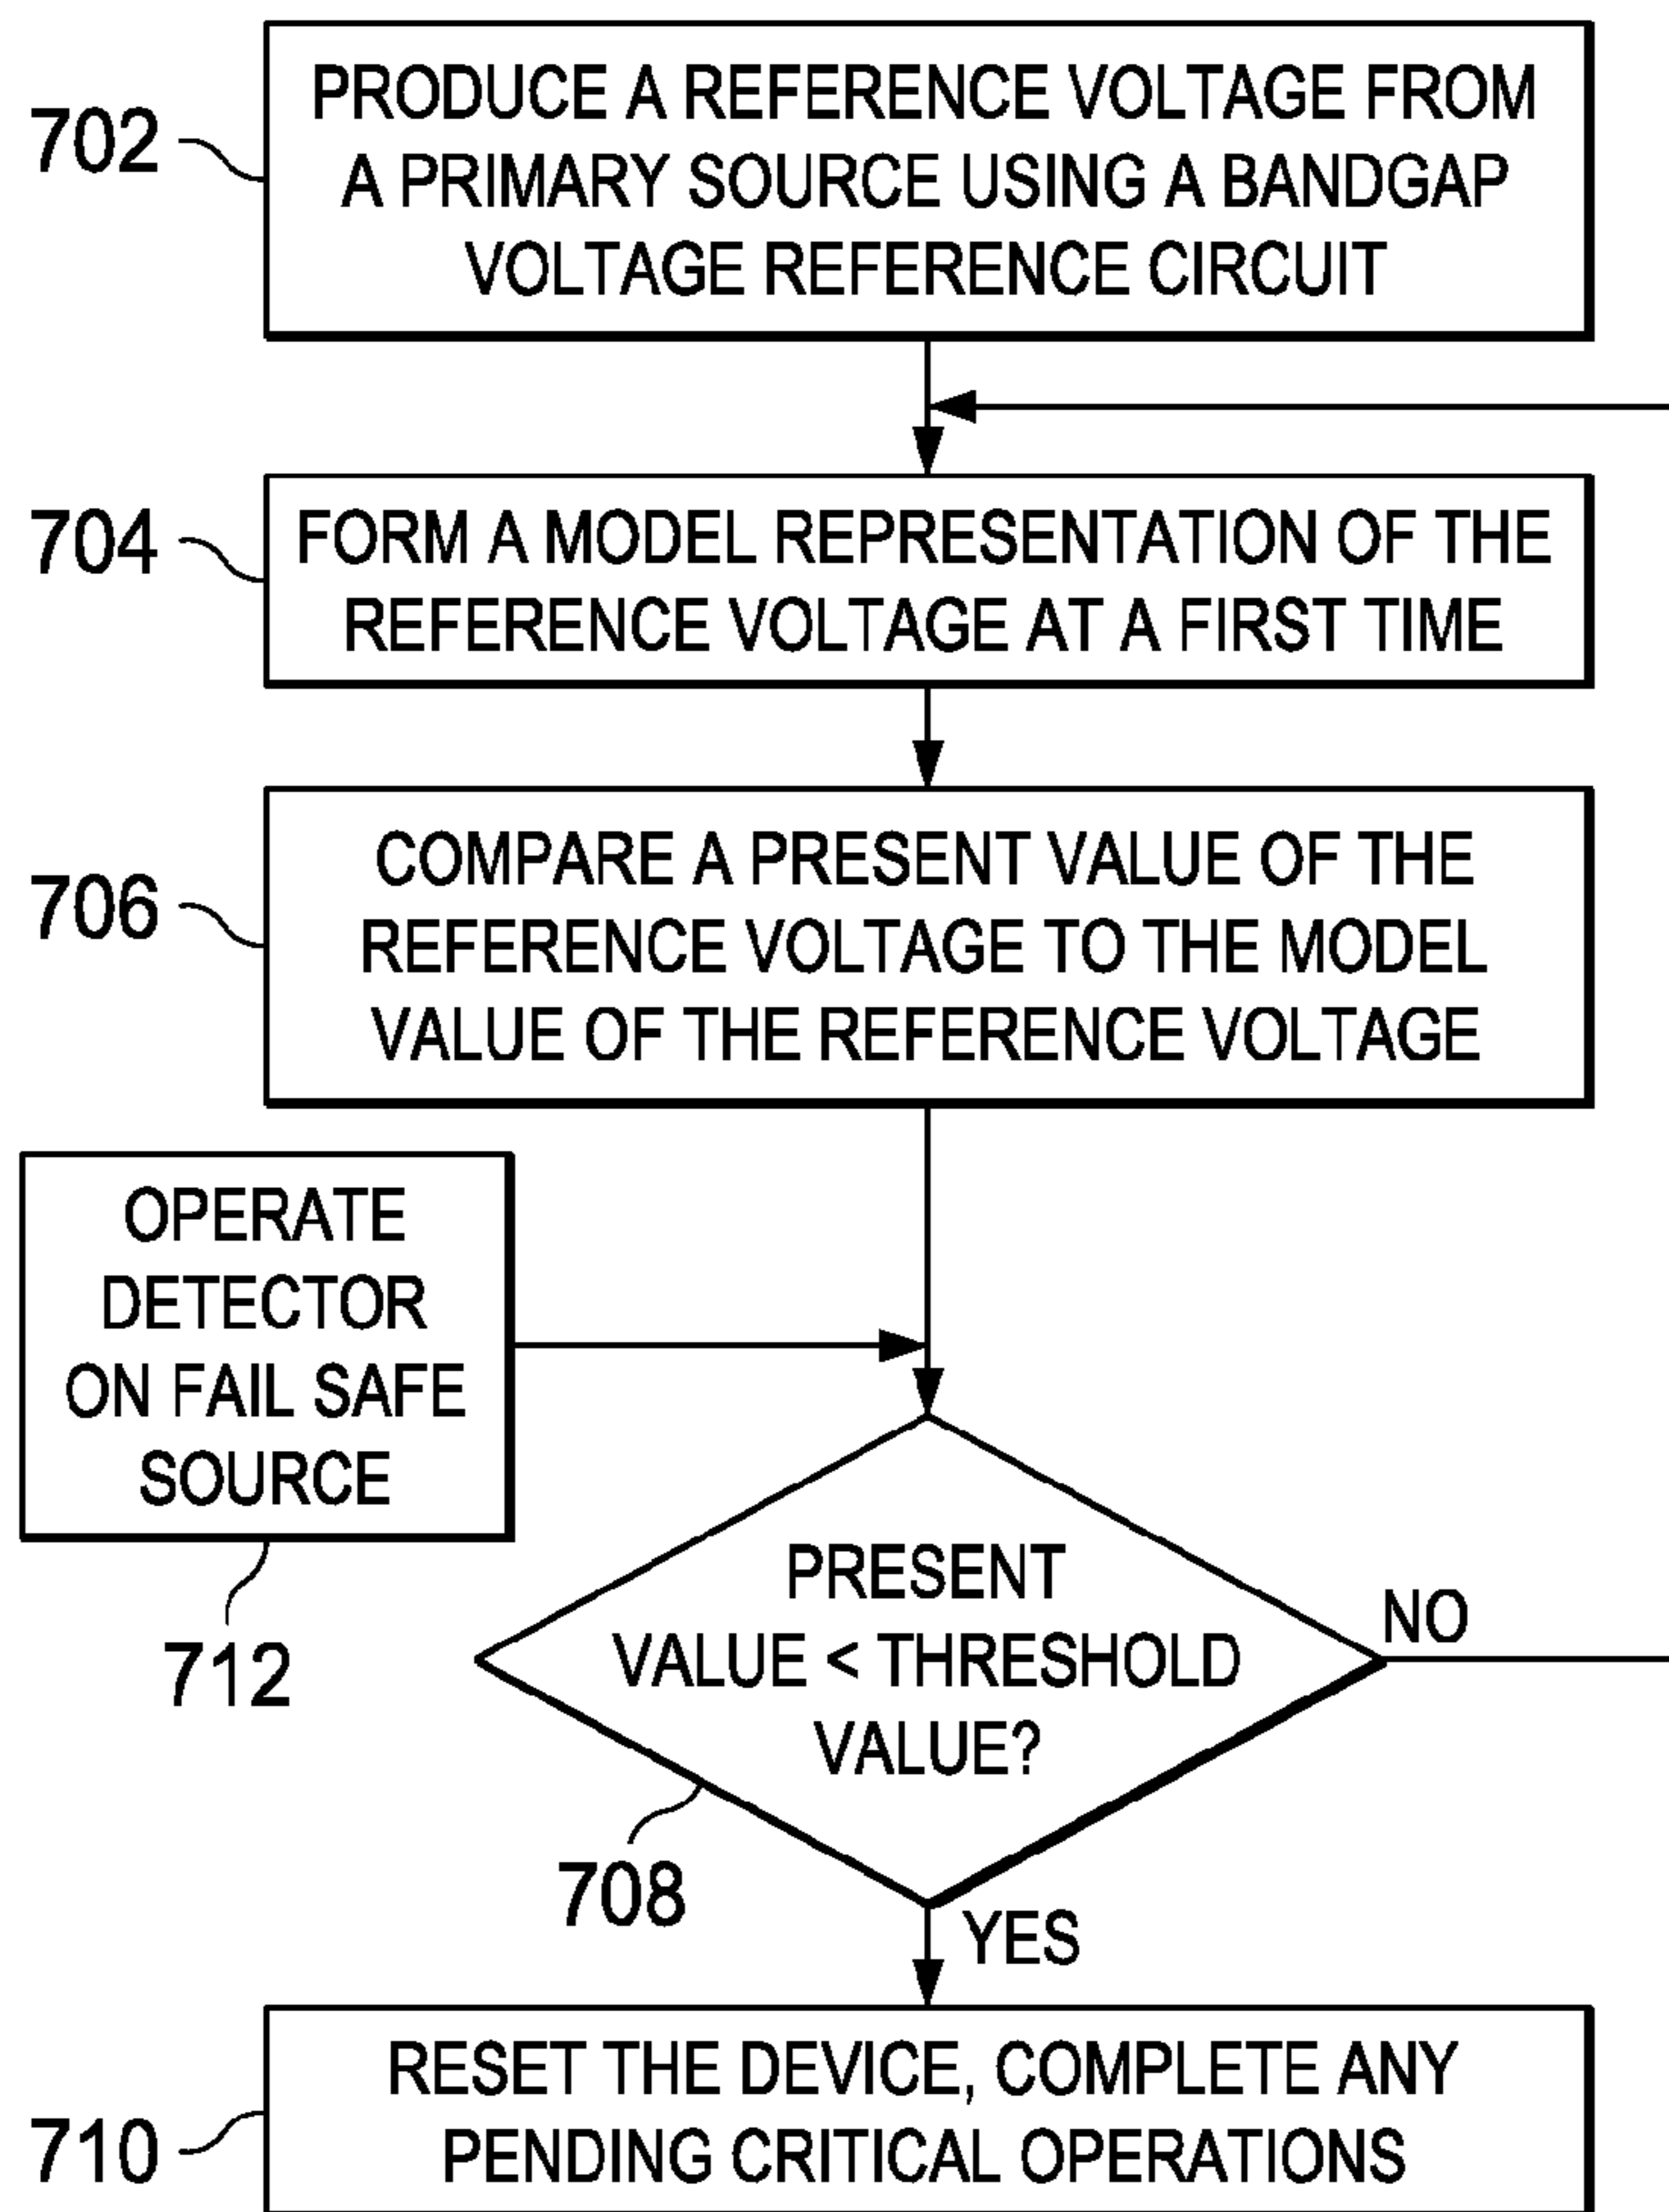 702
PRODUCE A REFERENCE VOLTAGE FROM
A PRIMARY SOURCE USING A BANDGAP
VOLTAGE REFERENCE CIRCUIT
704
FORM A MODEL REPRESENTATION OF THE
REFERENCE VOLTAGE AT A FIRST TIME
706
COMPARE A PRESENT VALUE OF THE
REFERENCE VOLTAGE TO THE MODEL
VALUE OF THE REFERENCE VOLTAGE
OPERATE
DETECTOR
ON FAIL SAFE
SOURCE
712
PRESENT
VALUE < THRESHOLD
VALUE?
NO
708
YES
710
RESET THE DEVICE, COMPLETE ANY
PENDING CRITICAL OPERATIONS